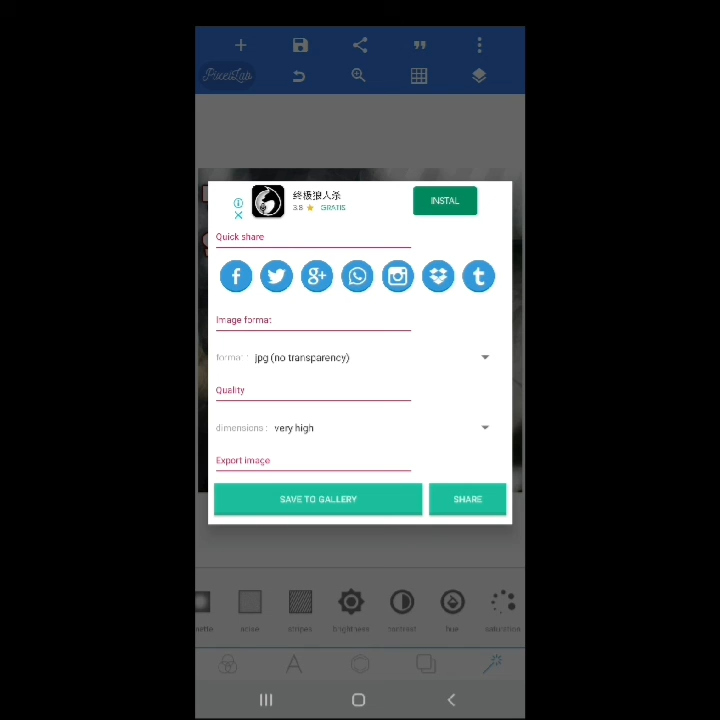 PixelLab
终极狼人杀
3.8 GRATIS
INSTAL
Quick share
Image format
format : jpg (no transparency)
Quality
dimensions : very high
Export image
SAVE TO GALLERY SHARE
noise stripes brightness contrast hue saturation